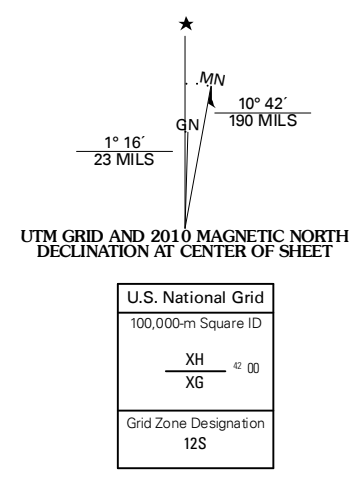 ★
MN
GN
10° 42´
190 MILS
1° 16´
23 MILS
UTM GRID AND 2010 MAGNETIC NORTH
DECLINATION AT CENTER OF SHEET
U.S. National Grid
100,000-m Square ID
XH
42 00
XG
Grid Zone Designation
12S